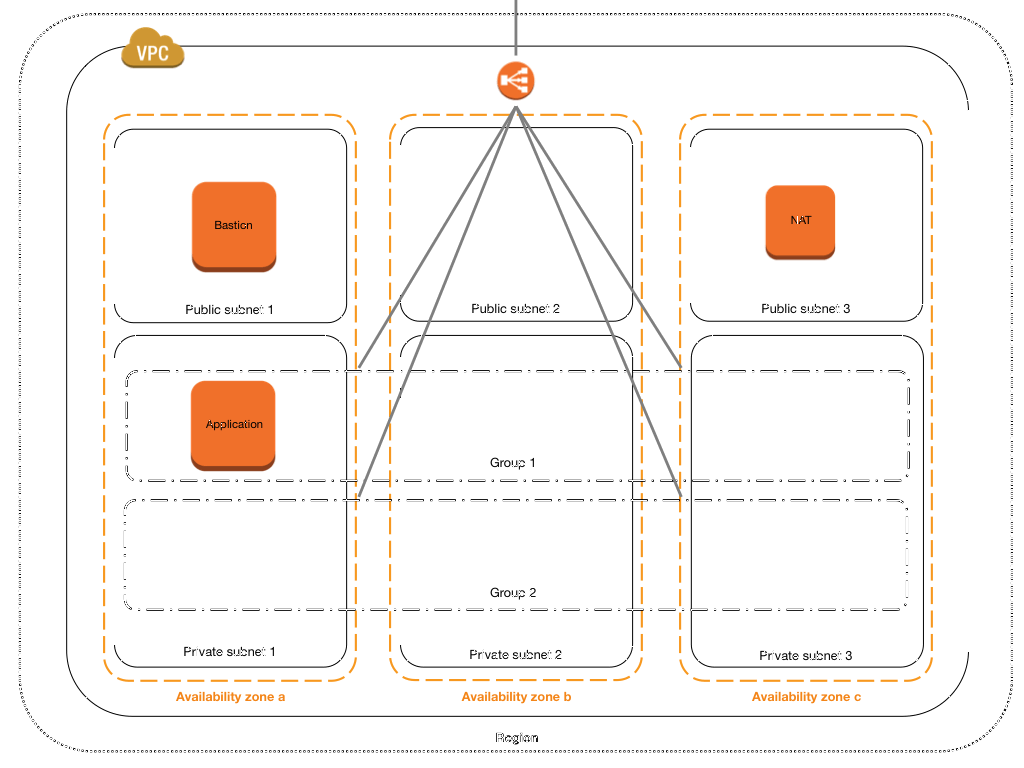 VPC
Bastion
NAT
Public subnet 1
Public subnet 2
Public subnet 3
Application
Group 1
Group 2
Private subnet 1
Private subnet 2
Private subnet 3
Availability zone a
Availability zone b
Availability zone c
Region